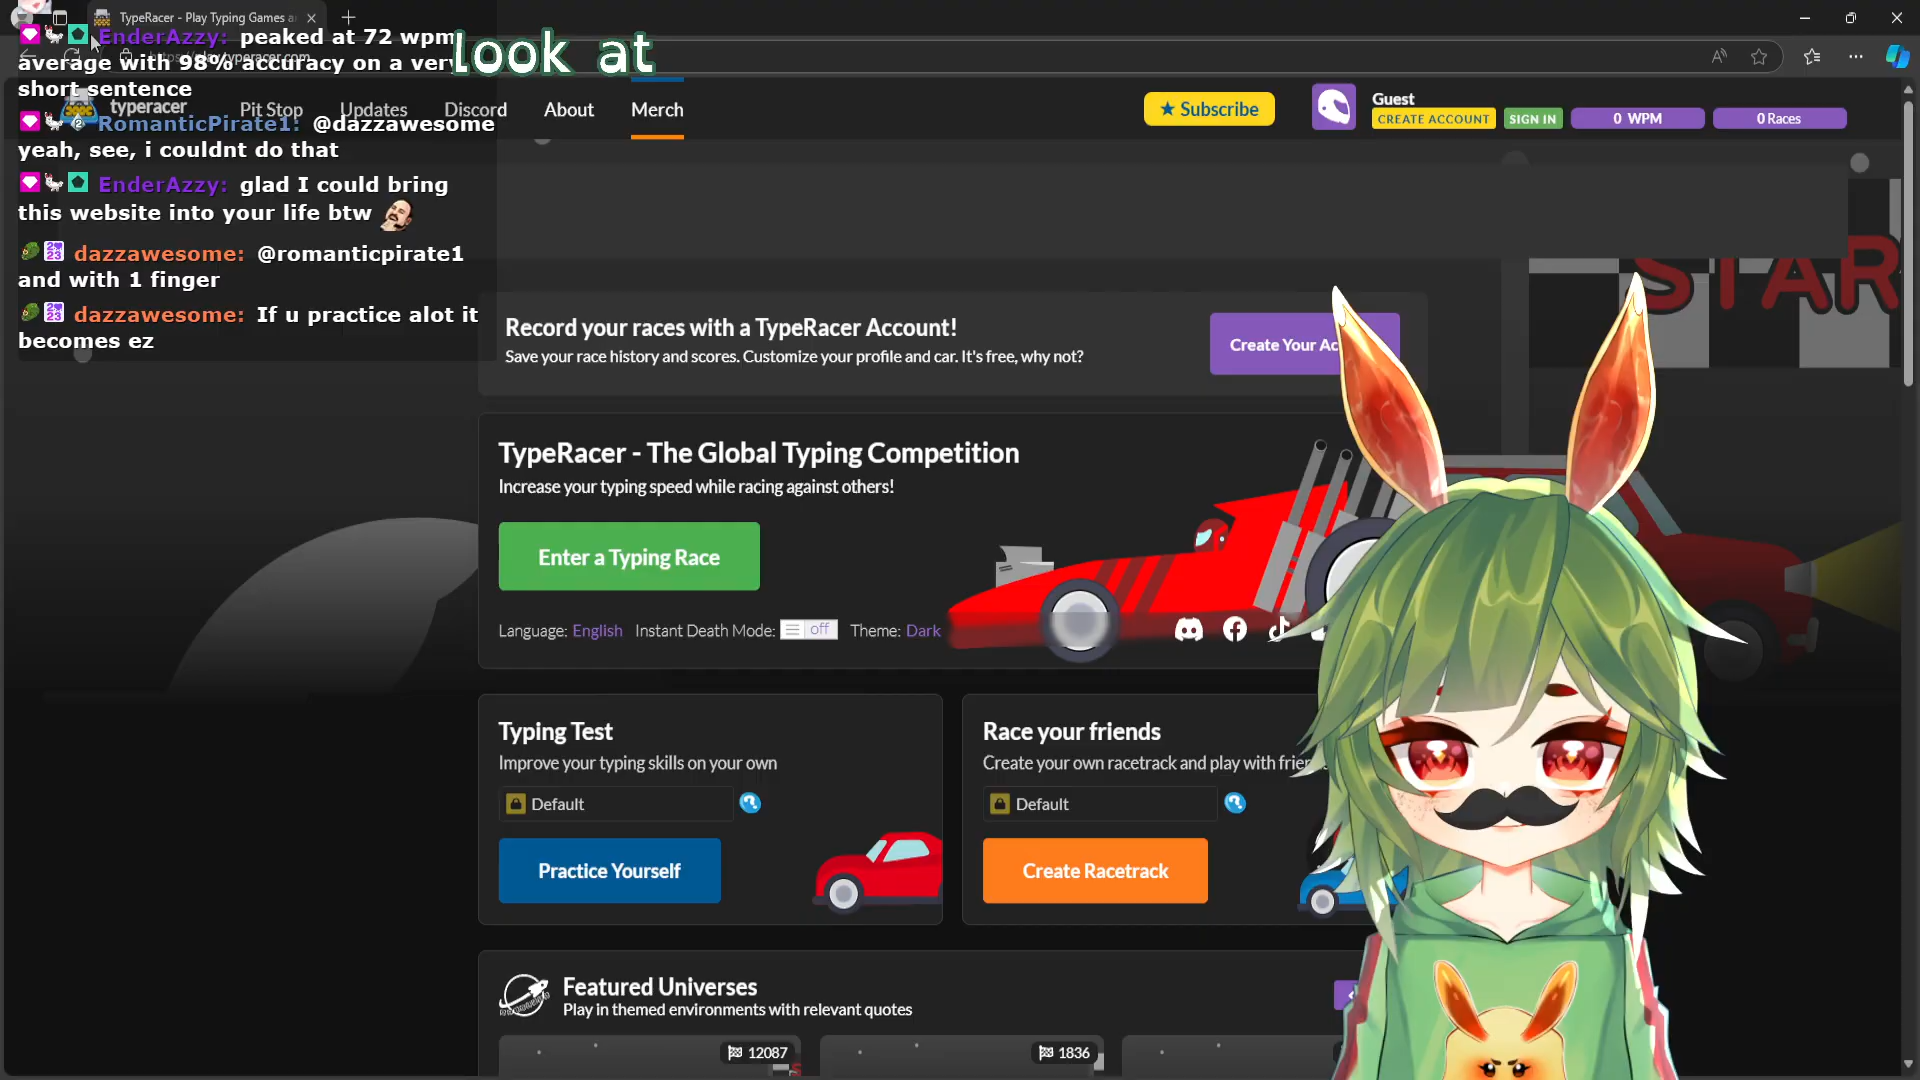 TypeRacer - Play Typing Games a
EnderAzzy: peaked at 72 wpm
average with 98% accuracy on a very
short sentence
RomanticPirate1: @dazzawesome
yeah, see, i couldnt do that
EnderAzzy: glad I could bring
this website into your life btw
dazzawesome: @romanticpirate1
and with 1 finger
dazzawesome: If u practice alot it
becomes ez
look at
typeracer
Pit Stop
Updates
Discord
About
Merch
★ Subscribe
Guest
CREATE ACCOUNT
SIGN IN
0 WPM
0 Races
STAR
Record your races with a TypeRacer Account!
Save your race history and scores. Customize your profile and car. It's free, why not?
Create Your Ac
TypeRacer - The Global Typing Competition
Increase your typing speed while racing against others!
Enter a Typing Race
Language: English Instant Death Mode: off Theme: Dark
Typing Test
Improve your typing skills on your own
Default
Practice Yourself
Race your friends
Create your own racetrack and play with frien
Default
Create Racetrack
Featured Universes
Play in themed environments with relevant quotes
12087
1836